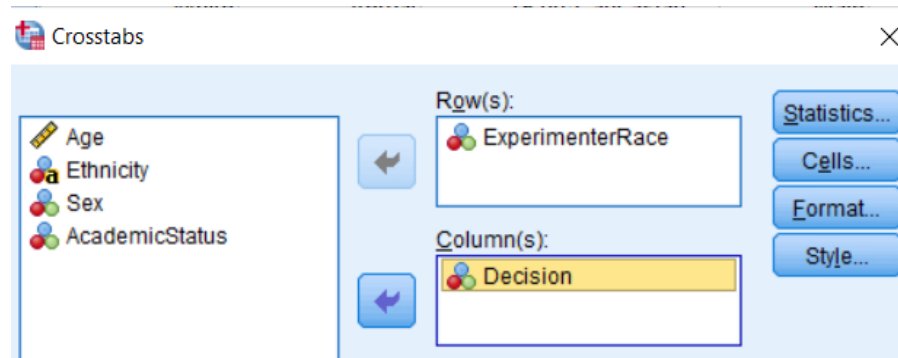 Crosstabs
Row(s):
ExperimenterRace
Age
Ethnicity
Sex
AcademicStatus
Column(s):
Decision
Statistics...
Cells...
Format...
Style...